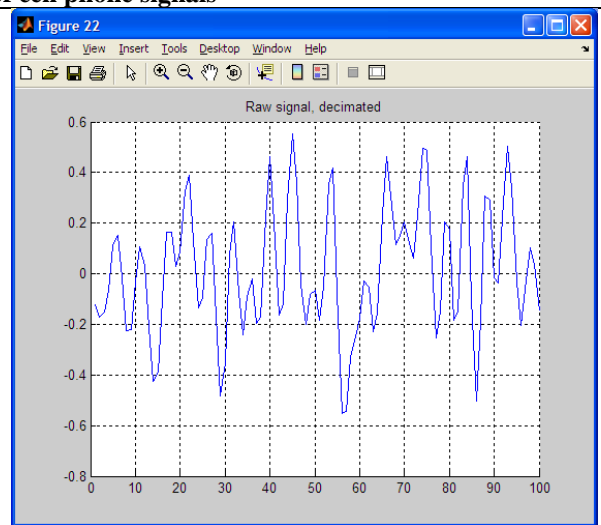 cell phone signals
Figure 22
File Edit View Insert Tools Desktop Window Help
Raw signal, decimated
0.6
0.4
0.2
0
-0.2
-0.4
-0.6
-0.8
0 10 20 30 40 50 60 70 80 90 100